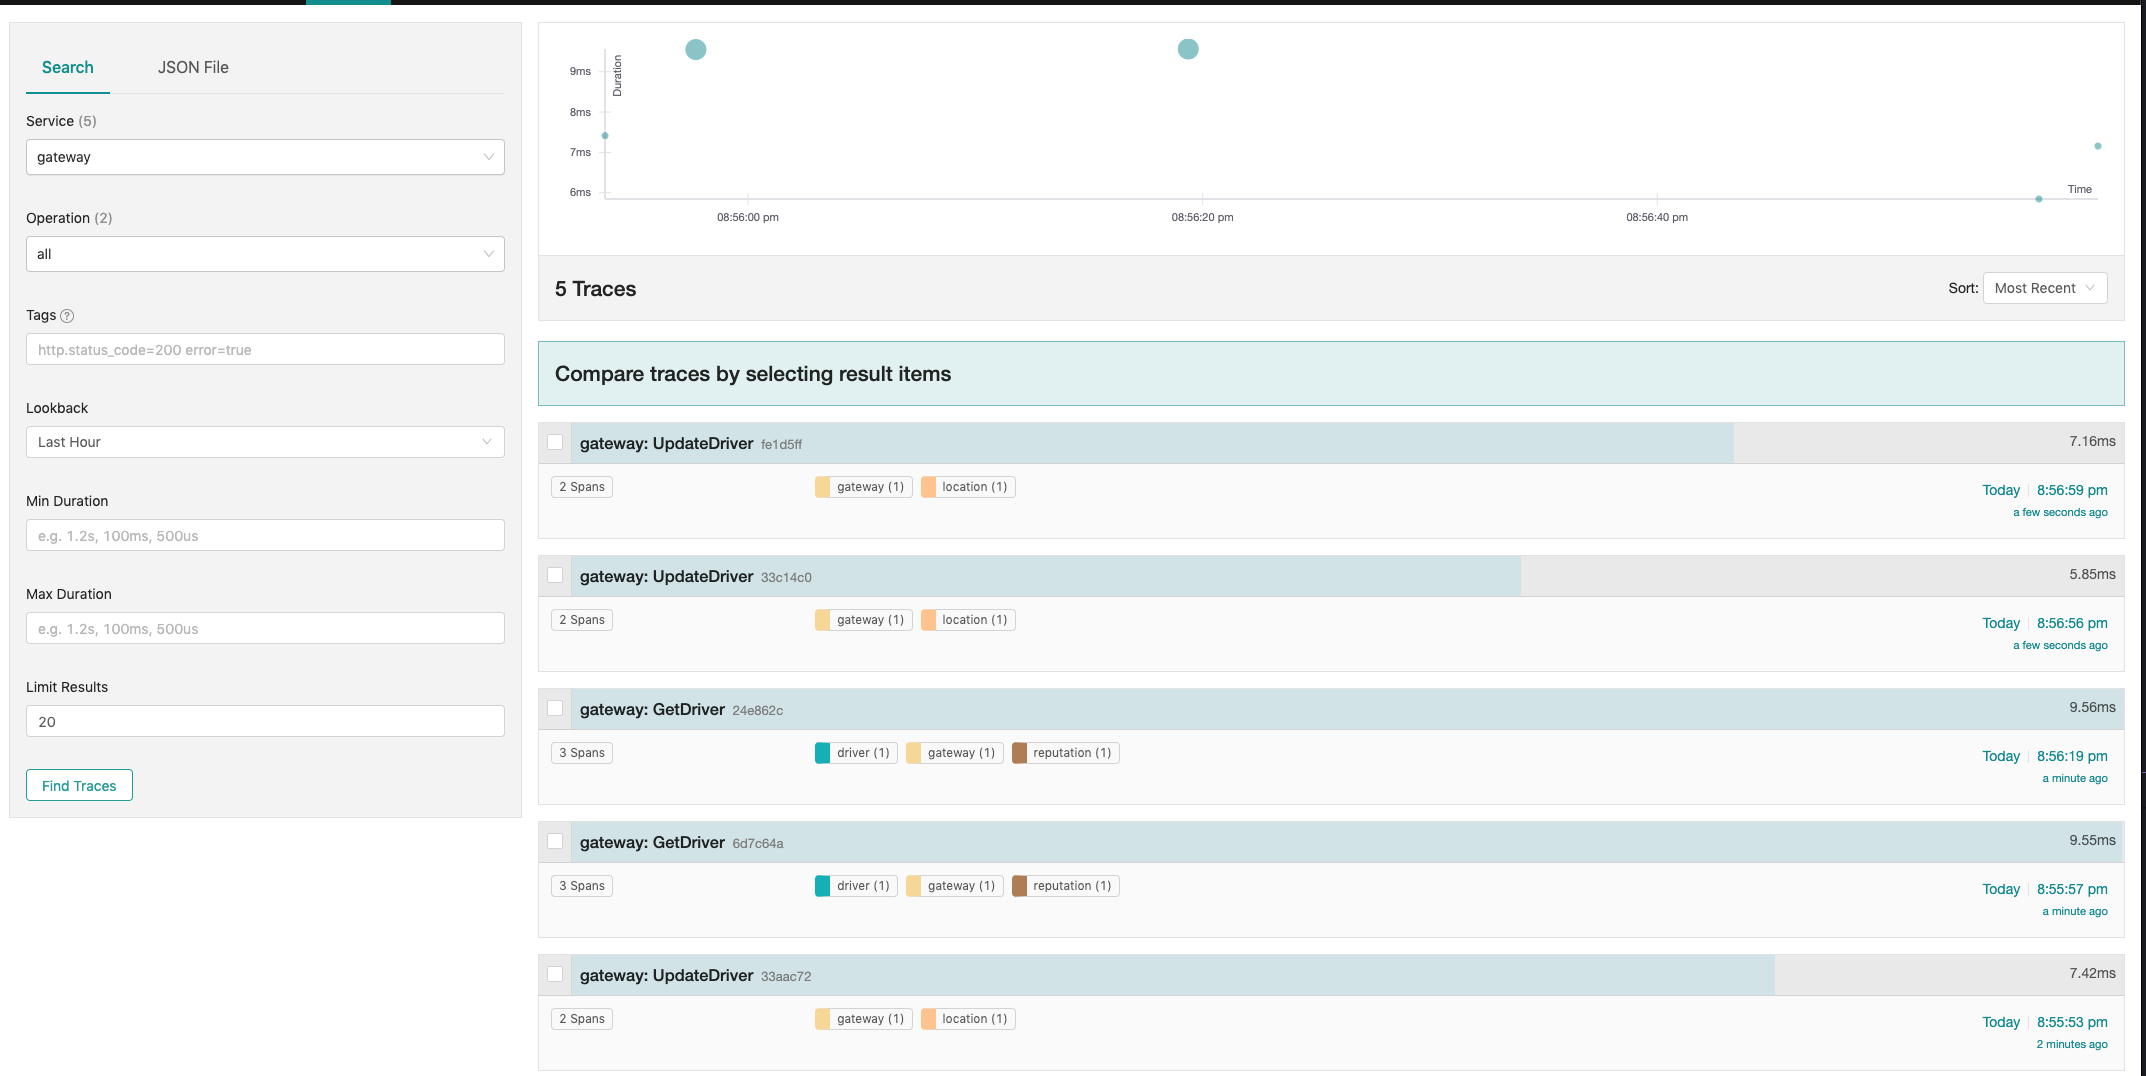 Search
JSON File
Service (5)
gateway
Operation (2)
all
Tags ?
http.status_code=200 error=true
Lookback
Last Hour
Min Duration
e.g. 1.2s, 100ms, 500us
Max Duration
e.g. 1.2s, 100ms, 500us
Limit Results
20
Find Traces
Duration
9ms
8ms
7ms
6ms
Time
08:56:00 pm
08:56:20 pm
08:56:40 pm
5 Traces
Sort: Most Recent
Compare traces by selecting result items
gateway: UpdateDriver fe1d5ff 7.16ms
2 Spans gateway (1) location (1) Today 8:56:59 pm
a few seconds ago
gateway: UpdateDriver 33c14c0 5.85ms
2 Spans gateway (1) location (1) Today 8:56:56 pm
a few seconds ago
gateway: GetDriver 24e862c 9.56ms
3 Spans driver (1) gateway (1) reputation (1) Today 8:56:19 pm
a minute ago
gateway: GetDriver 6d7c64a 9.55ms
3 Spans driver (1) gateway (1) reputation (1) Today 8:55:57 pm
a minute ago
gateway: UpdateDriver 33aac72 7.42ms
2 Spans gateway (1) location (1) Today 8:55:53 pm
2 minutes ago